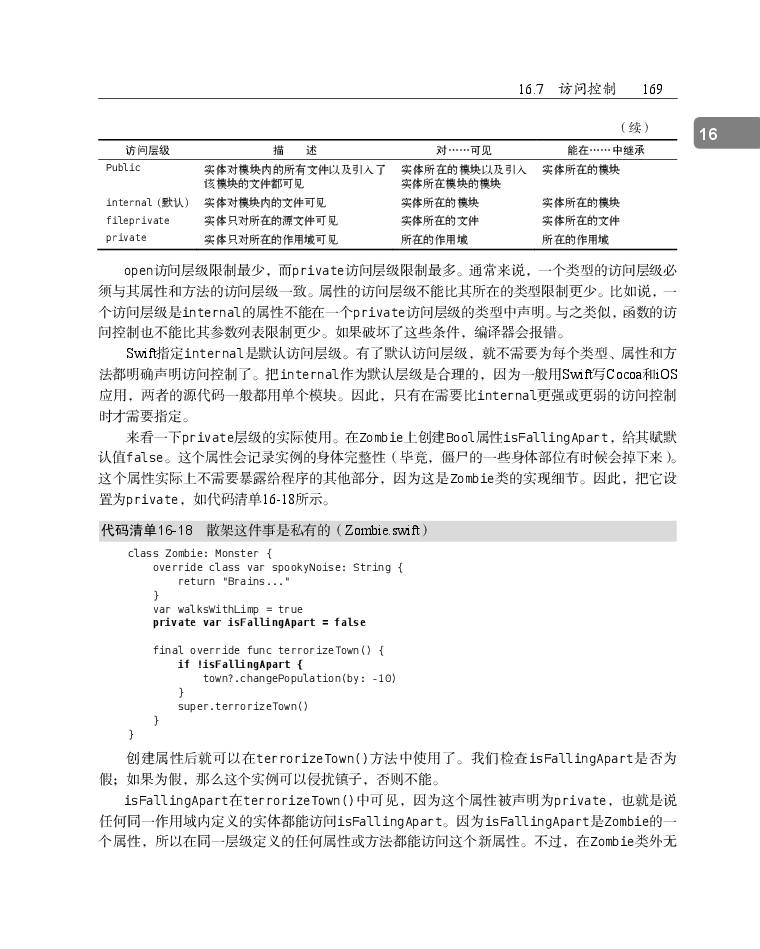 16.7 访问控制 169
16
（续）
访问层级 描 述 对……可见 能在……中继承
Public 实体对模块内的所有文件以及引入了 实体所在的模块以及引入 实体所在的模块
该模块的文件都可见 实体所在模块的模块
internal（默认） 实体对模块内的文件可见 实体所在的模块 实体所在的模块
fileprivate 实体只对所在的源文件可见 实体所在的文件 实体所在的文件
private 实体只对所在的作用域可见 所在的作用域 所在的作用域
open访问层级限制最少，而private访问层级限制最多。通常来说，一个类型的访问层级必
须与其属性和方法的访问层级一致。属性的访问层级不能比其所在的类型限制更少。比如说，一
个访问层级是internal的属性不能在一个private访问层级的类型中声明。与之类似，函数的访
问控制也不能比其参数列表限制更少。如果破坏了这些条件，编译器会报错。
Swift指定internal是默认访问层级。有了默认访问层级，就不需要为每个类型、属性和方
法都明确声明访问控制了。把internal作为默认层级是合理的，因为一般用Swift写Cocoa和iOS
应用，两者的源代码一般都用单个模块。因此，只有在需要比internal更强或更弱的访问控制
时才需要指定。
来看一下private层级的实际使用。在Zombie上创建Bool属性isFallingApart，给其赋默
认值false。这个属性会记录实例的身体完整性（毕竟，僵尸的一些身体部位有时候会掉下来）。
这个属性实际上不需要暴露给程序的其他部分，因为这是Zombie类的实现细节。因此，把它设
置为private，如代码清单16-18所示。
代码清单16-18 散架这件事是私有的（Zombie.swift）
class Zombie: Monster {
override class var spookyNoise: String {
return "Brains..."
}
var walksWithLimp = true
private var isFallingApart = false
final override func terrorizeTown() {
if !isFallingApart {
town?.changePopulation(by: -10)
}
super.terrorizeTown()
}
}
创建属性后就可以在terrorizeTown()方法中使用了。我们检查isFallingApart是否为
假；如果为假，那么这个实例可以侵扰镇子，否则不能。
isFallingApart在terrorizeTown()中可见，因为这个属性被声明为private，也就是说
任何同一作用域内定义的实体都能访问isFallingApart。因为isFallingApart是Zombie的一
个属性，所以在同一层级定义的任何属性或方法都能访问这个新属性。不过，在Zombie类外无